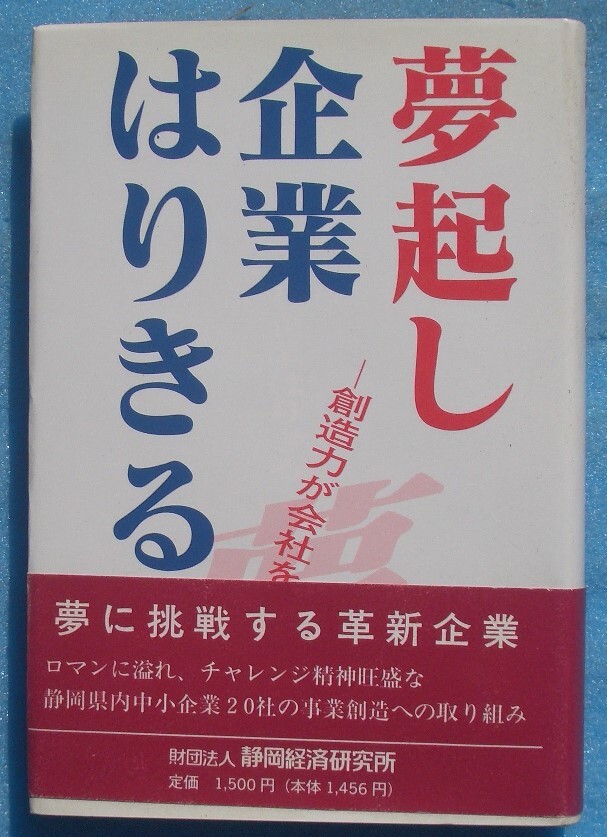 夢起し
企業
はりきる
―創造力が会社を
夢
夢に挑戦する革新企業
ロマンに溢れ、チャレンジ精神旺盛な
静岡県内中小企業20社の事業創造への取り組み
財団法人 静岡経済研究所
定価 1,500円（本体1,456円）